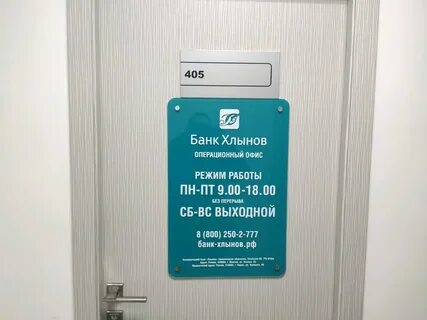 405
Банк Хлынов
ОПЕРАЦИОННЫЙ ОФИС
РЕЖИМ РАБОТЫ
ПН-ПТ 9.00-18.00
БЕЗ ПЕРЕРЫВА
СБ-ВС ВЫХОДНОЙ
8 (800) 250-2-777
банк-хлынов.рф